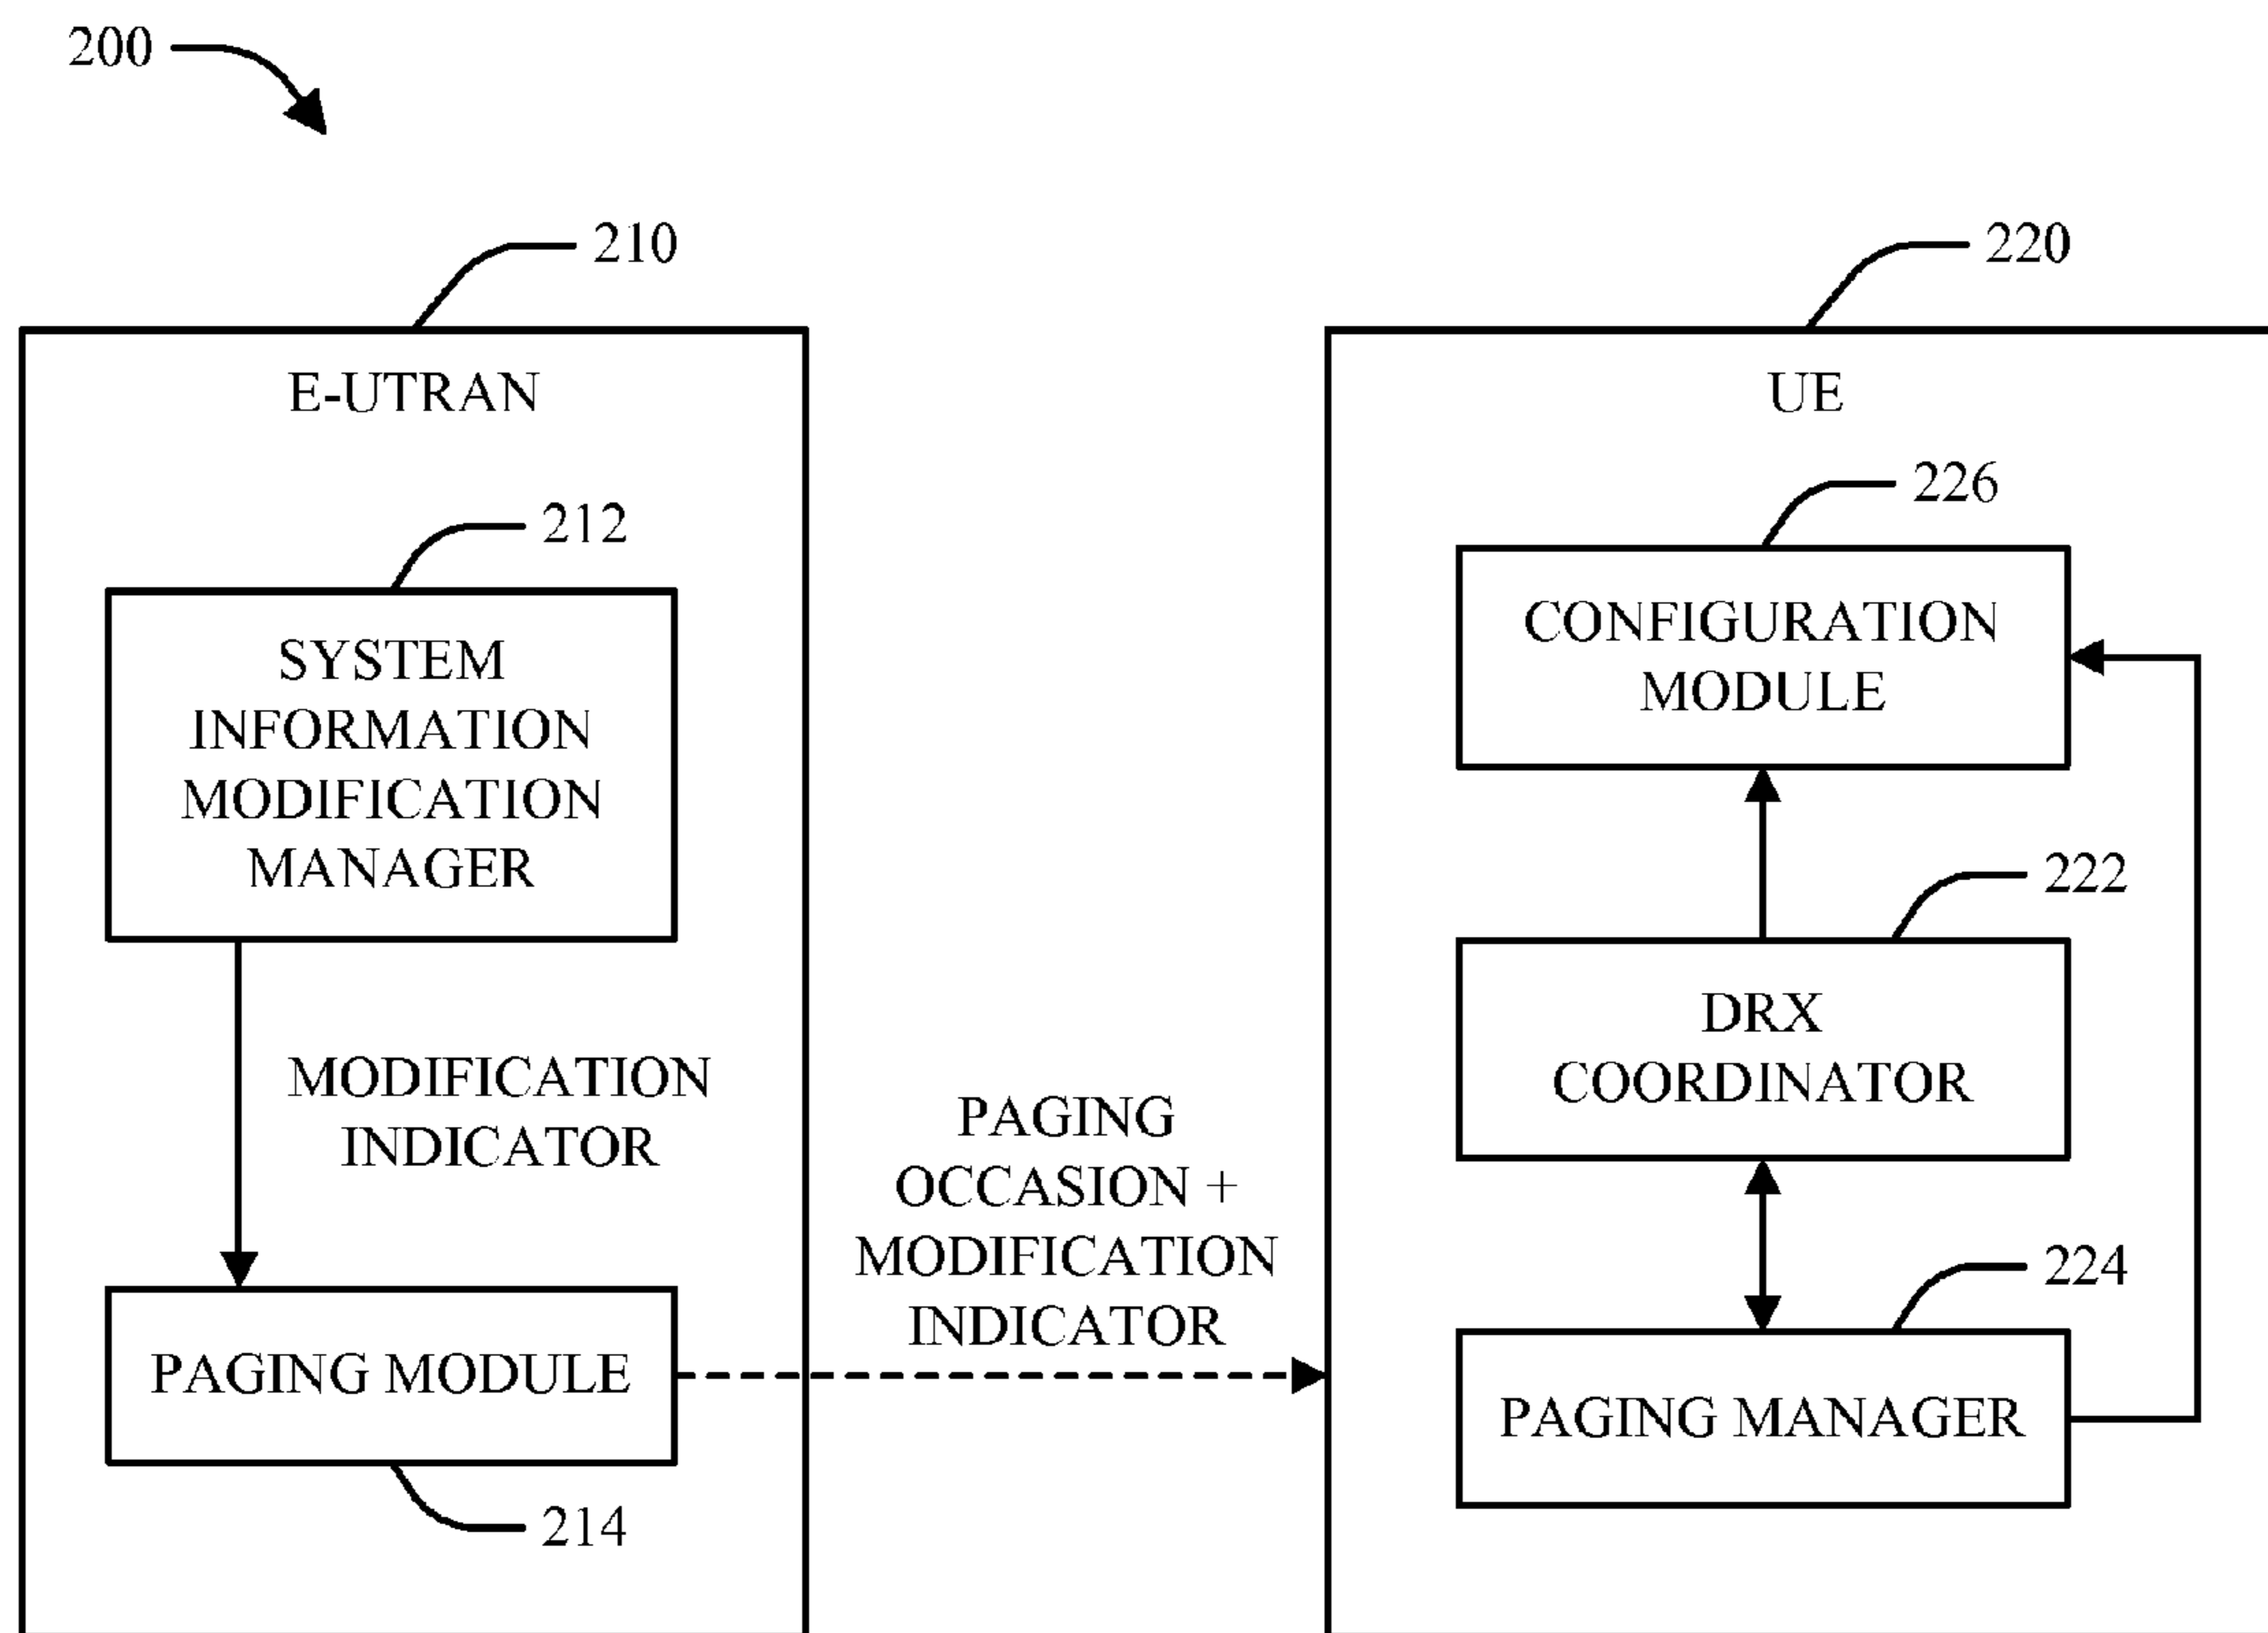 200
210
E-UTRAN
212
SYSTEM
INFORMATION
MODIFICATION
MANAGER
MODIFICATION
INDICATOR
PAGING MODULE
214
PAGING
OCCASION +
MODIFICATION
INDICATOR
220
UE
226
CONFIGURATION
MODULE
222
DRX
COORDINATOR
224
PAGING MANAGER